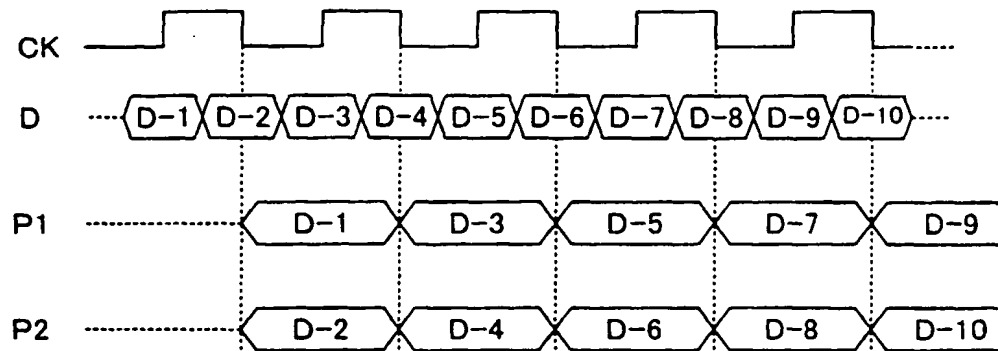 CK
D D-1 D-2 D-3 D-4 D-5 D-6 D-7 D-8 D-9 D-10
P1 D-1 D-3 D-5 D-7 D-9
P2 D-2 D-4 D-6 D-8 D-10